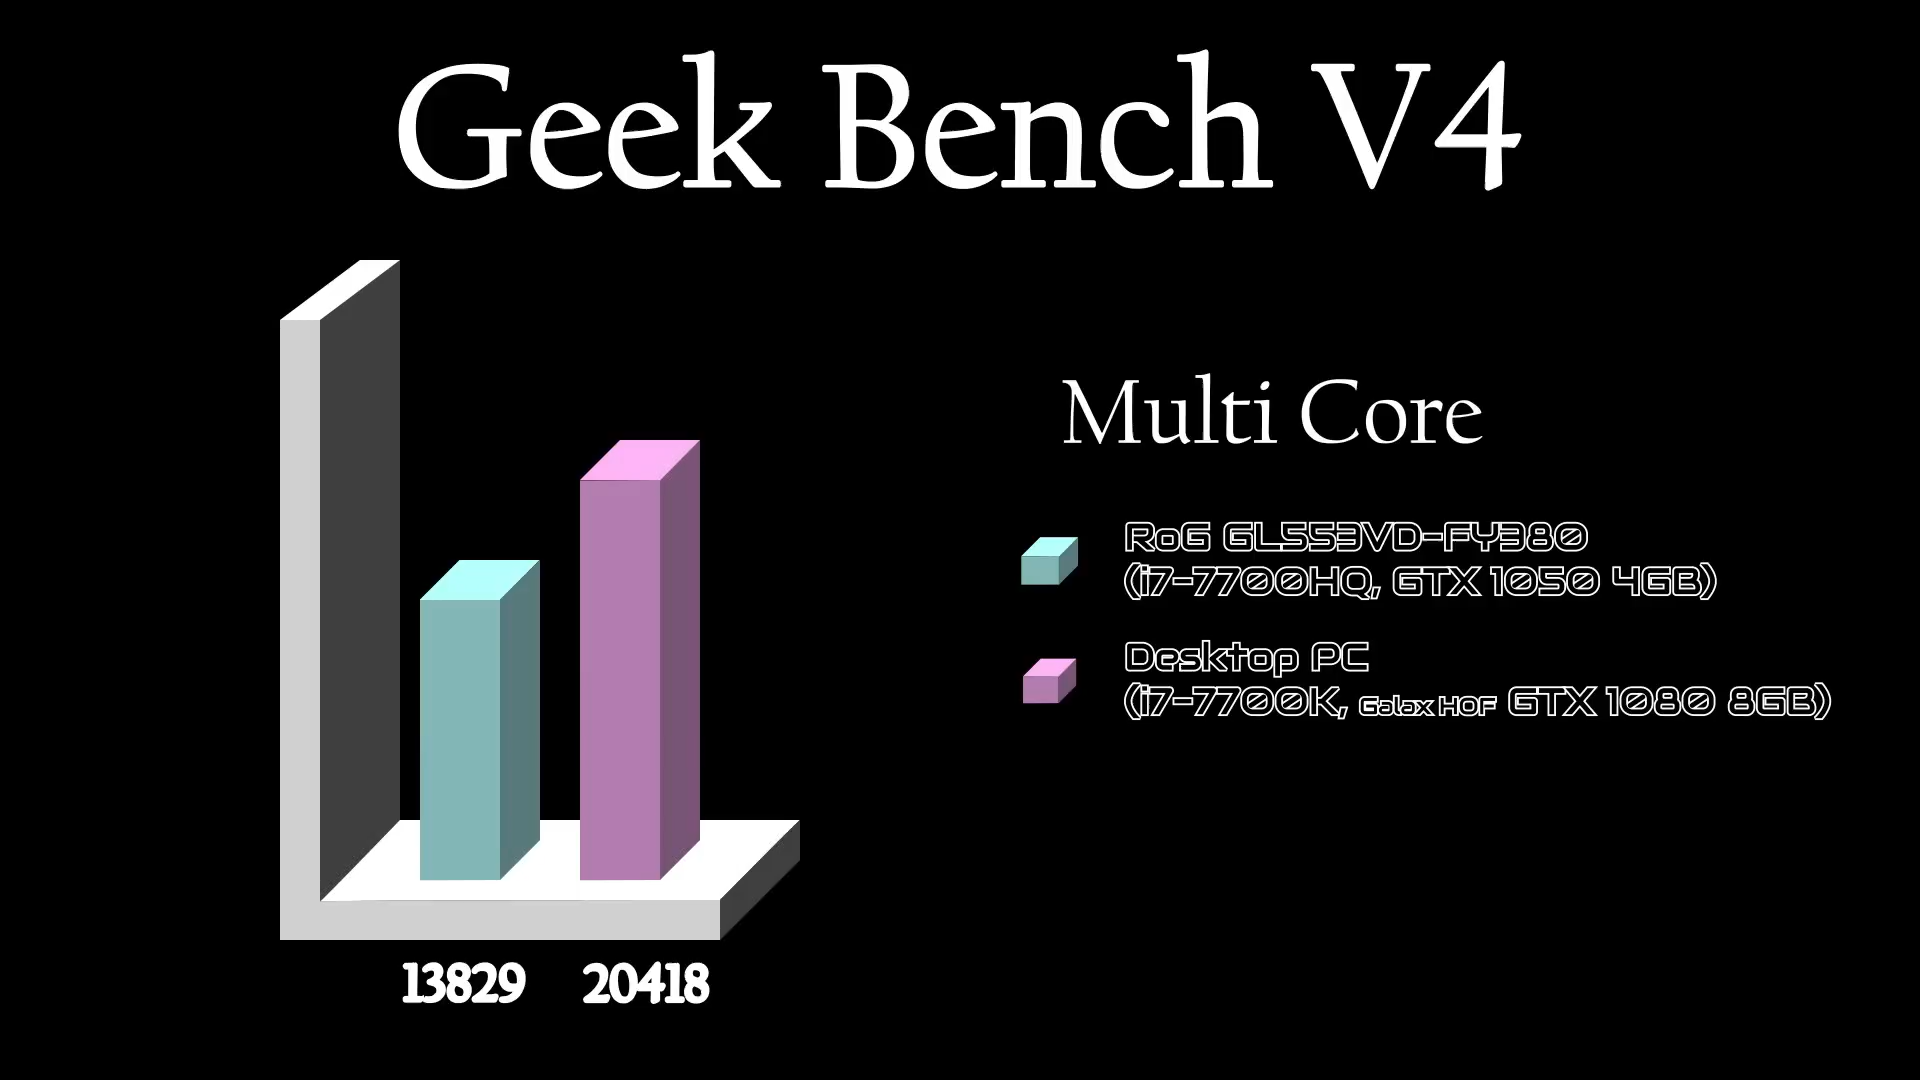 Geek Bench V4
Multi Core
RoG GL553VD-FY380
(i7-7700HQ, GTX 1050 4GB)
Desktop PC
(i7-7700K, Galax HOF GTX 1080 8GB)
13829 20418